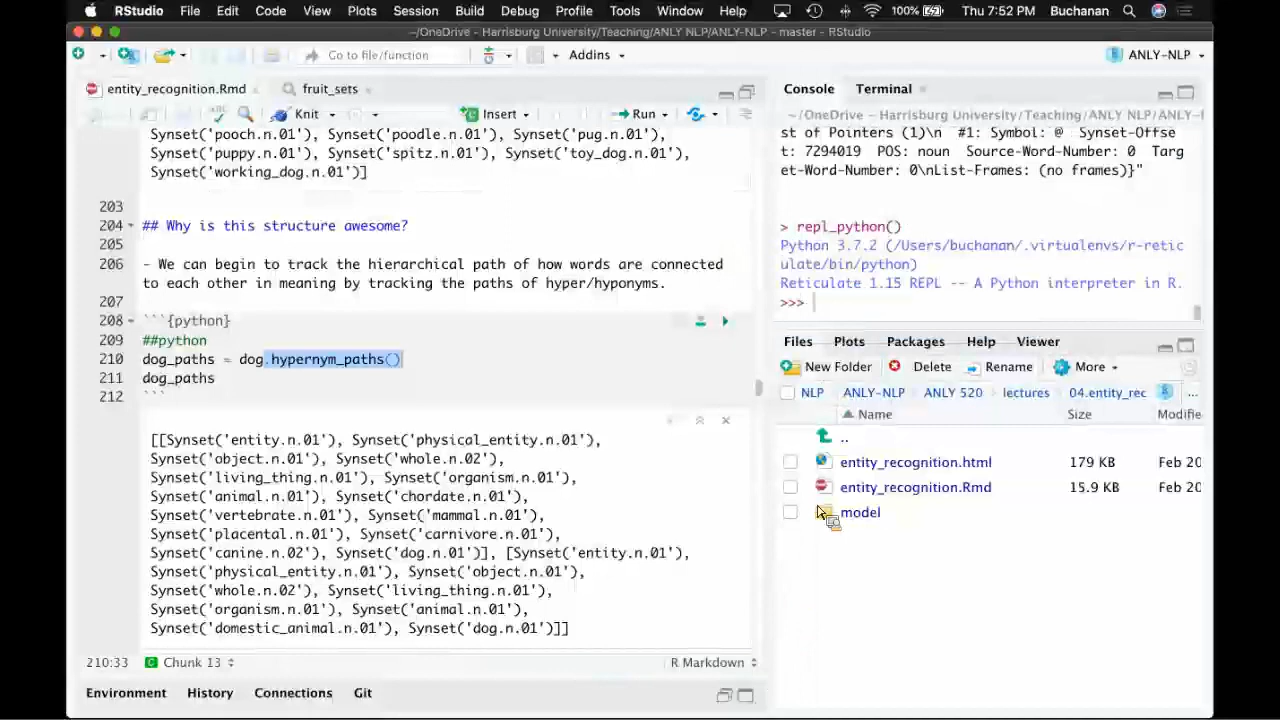 RStudio File Edit Code View Plots Session Build Debug Profile Tools Window Help 100% Thu 7:52 PM Buchanan
~/OneDrive - Harrisburg University/Teaching/ANLY NLP/ANLY-NLP - master - RStudio
Go to file/function Addins ANLY-NLP
entity_recognition.Rmd fruit_sets
Knit Insert Run
Synset('pooch.n.01'), Synset('poodle.n.01'), Synset('pug.n.01'),
Synset('puppy.n.01'), Synset('spitz.n.01'), Synset('toy_dog.n.01'),
Synset('working_dog.n.01')]
203
204 ## Why is this structure awesome?
205
206 - We can begin to track the hierarchical path of how words are connected
to each other in meaning by tracking the paths of hyper/hyponyms.
207
208 ```{python}
209 ##python
210 dog_paths = dog.hypernym_paths()
211 dog_paths
212 ```
[[Synset('entity.n.01'), Synset('physical_entity.n.01'),
Synset('object.n.01'), Synset('whole.n.02'),
Synset('living_thing.n.01'), Synset('organism.n.01'),
Synset('animal.n.01'), Synset('chordate.n.01'),
Synset('vertebrate.n.01'), Synset('mammal.n.01'),
Synset('placental.n.01'), Synset('carnivore.n.01'),
Synset('canine.n.02'), Synset('dog.n.01')], [Synset('entity.n.01'),
Synset('physical_entity.n.01'), Synset('object.n.01'),
Synset('whole.n.02'), Synset('living_thing.n.01'),
Synset('organism.n.01'), Synset('animal.n.01'),
Synset('domestic_animal.n.01'), Synset('dog.n.01')]]
210:33 Chunk 13 R Markdown
Environment History Connections Git
Console Terminal
~/OneDrive - Harrisburg University/Teaching/ANLY NLP/ANLY-N
st of Pointers (1)\n #1: Symbol: @ Synset-Offse
t: 7294019 POS: noun Source-Word-Number: 0 Targ
et-Word-Number: 0\nList-Frames: (no frames)}"
> repl_python()
Python 3.7.2 (/Users/buchanan/.virtualenvs/r-retic
ulate/bin/python)
Reticulate 1.15 REPL -- A Python interpreter in R.
>>>
Files Plots Packages Help Viewer
New Folder Delete Rename More
NLP ANLY-NLP ANLY 520 lectures 04.entity_rec ...
Name Size Modifie
..
entity_recognition.html 179 KB Feb 20
entity_recognition.Rmd 15.9 KB Feb 20
model